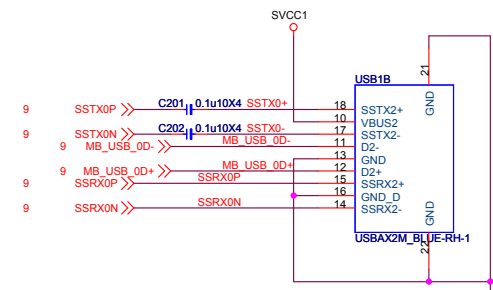 SVCC1
USB1B
21
GND
9 SSTX0P C201 0.1u10X4 SSTX0+ 18 SSTX2+
10 VBUS2
9 SSTX0N C202 0.1u10X4 SSTX0- 17 SSTX2-
9 MB_USB_0D- MB_USB_0D- 11 D2-
13 GND
9 MB_USB_0D+ MB_USB_0D+ 12 D2+
9 SSRX0P SSRX0P 15 SSRX2+
16 GND_D
9 SSRX0N SSRX0N 14 SSRX2-
GND
USBAX2M_BLUE-RH-1
22